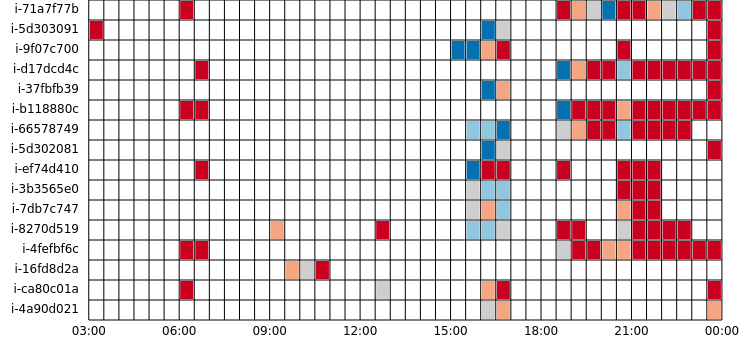 i-71a7f77b
i-5d303091
i-9f07c700
i-d17dcd4c
i-37fbfb39
i-b118880c
i-66578749
i-5d302081
i-ef74d410
i-3b3565e0
i-7db7c747
i-8270d519
i-4fefbf6c
i-16fd8d2a
i-ca80c01a
i-4a90d021
03:00 06:00 09:00 12:00 15:00 18:00 21:00 00:00